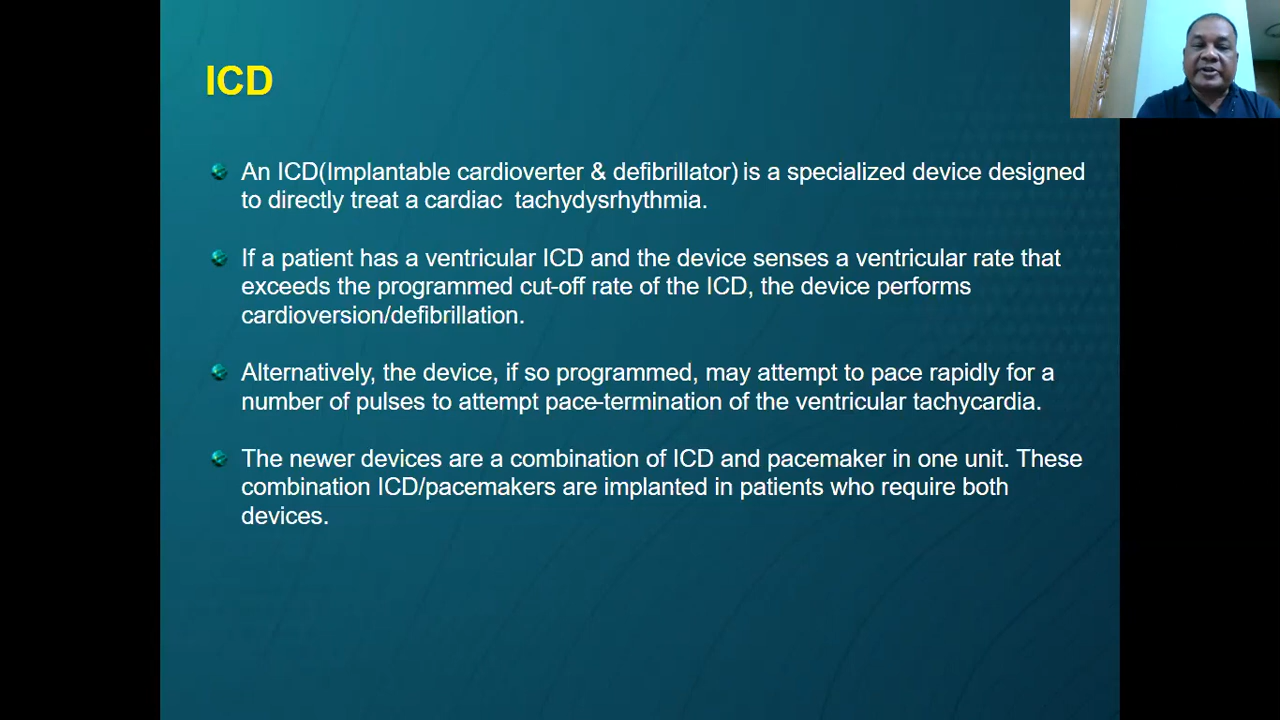 ICD
An ICD(Implantable cardioverter & defibrillator) is a specialized device designed
to directly treat a cardiac tachydysrhythmia.
If a patient has a ventricular ICD and the device senses a ventricular rate that
exceeds the programmed cut-off rate of the ICD, the device performs
cardioversion/defibrillation.
Alternatively, the device, if so programmed, may attempt to pace rapidly for a
number of pulses to attempt pace-termination of the ventricular tachycardia.
The newer devices are a combination of ICD and pacemaker in one unit. These
combination ICD/pacemakers are implanted in patients who require both
devices.